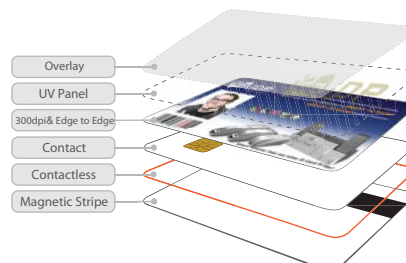 Overlay
UV Panel
300dpi& Edge to Edge
Contact
Contactless
Magnetic Stripe